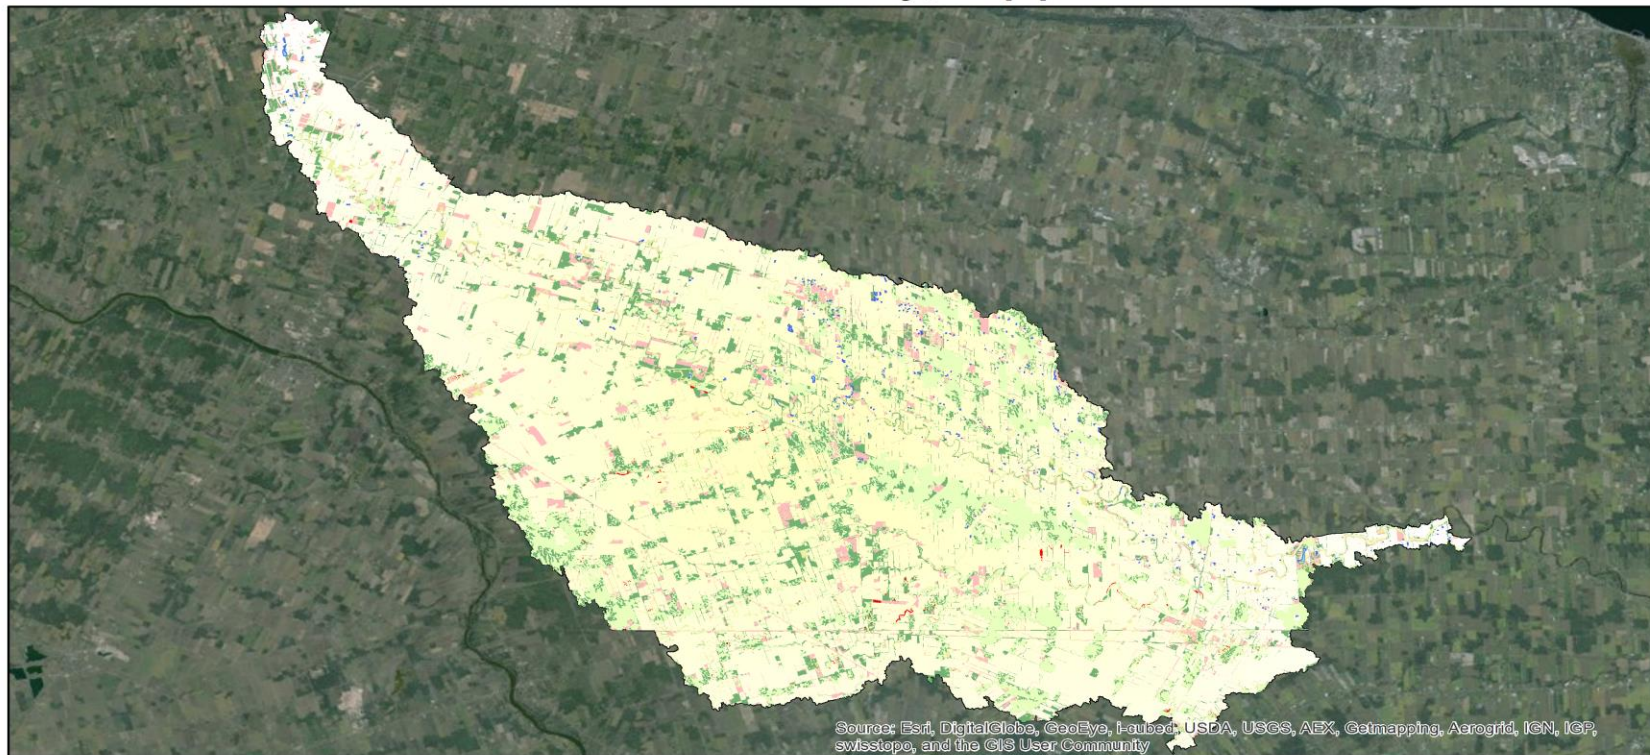 Source: Esri, DigitalGlobe, GeoEye, i-cubed, USDA, USGS, AEX, Getmapping, Aerogrid, IGN, IGP,
swisstopo, and the GIS User Community